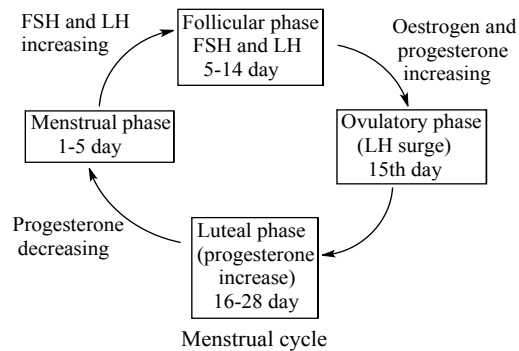 FSH and LH
increasing
Follicular phase
FSH and LH
5-14 day
Oestrogen and
progesterone
increasing
Menstrual phase
1-5 day
Ovulatory phase
(LH surge)
15th day
Progesterone
decreasing
Luteal phase
(progesterone
increase)
16-28 day
Menstrual cycle